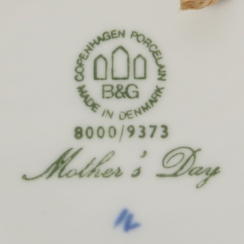 COPENHAGEN PORCELAIN
B&G
MADE IN DENMARK
8000/9373
Mother's Day